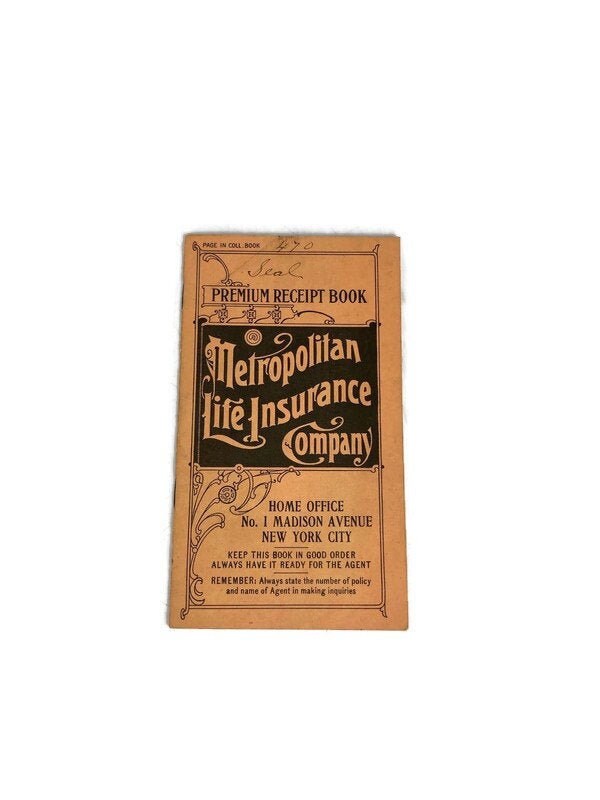 PAGE IN COLL. BOOK 470
Seal
PREMIUM RECEIPT BOOK
Metropolitan
Life Insurance
Company
HOME OFFICE
No. 1 MADISON AVENUE
NEW YORK CITY
KEEP THIS BOOK IN GOOD ORDER
ALWAYS HAVE IT READY FOR THE AGENT
REMEMBER: Always state the number of policy
and name of Agent in making inquiries